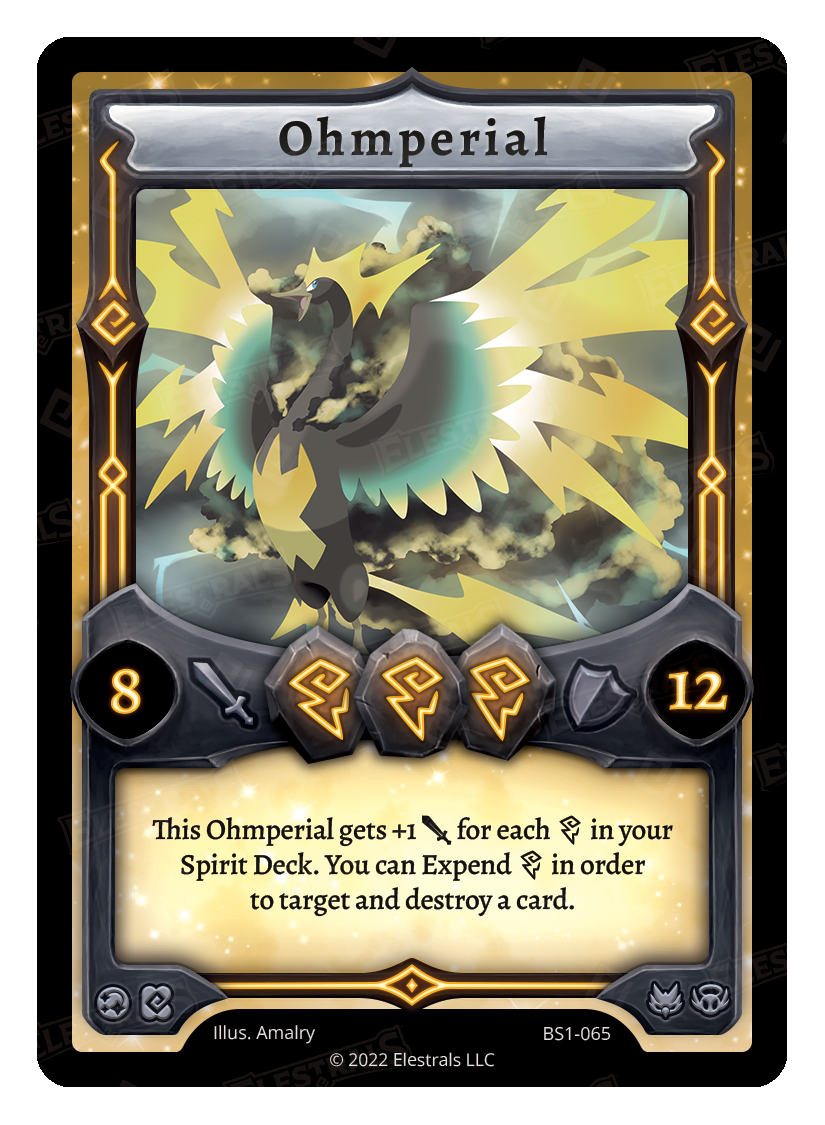 Ohmperial
8
12
This Ohmperial gets +1 for each in your
Spirit Deck. You can Expend in order
to target and destroy a card.
Illus. Amalry
BS1-065
© 2022 Elestrals LLC